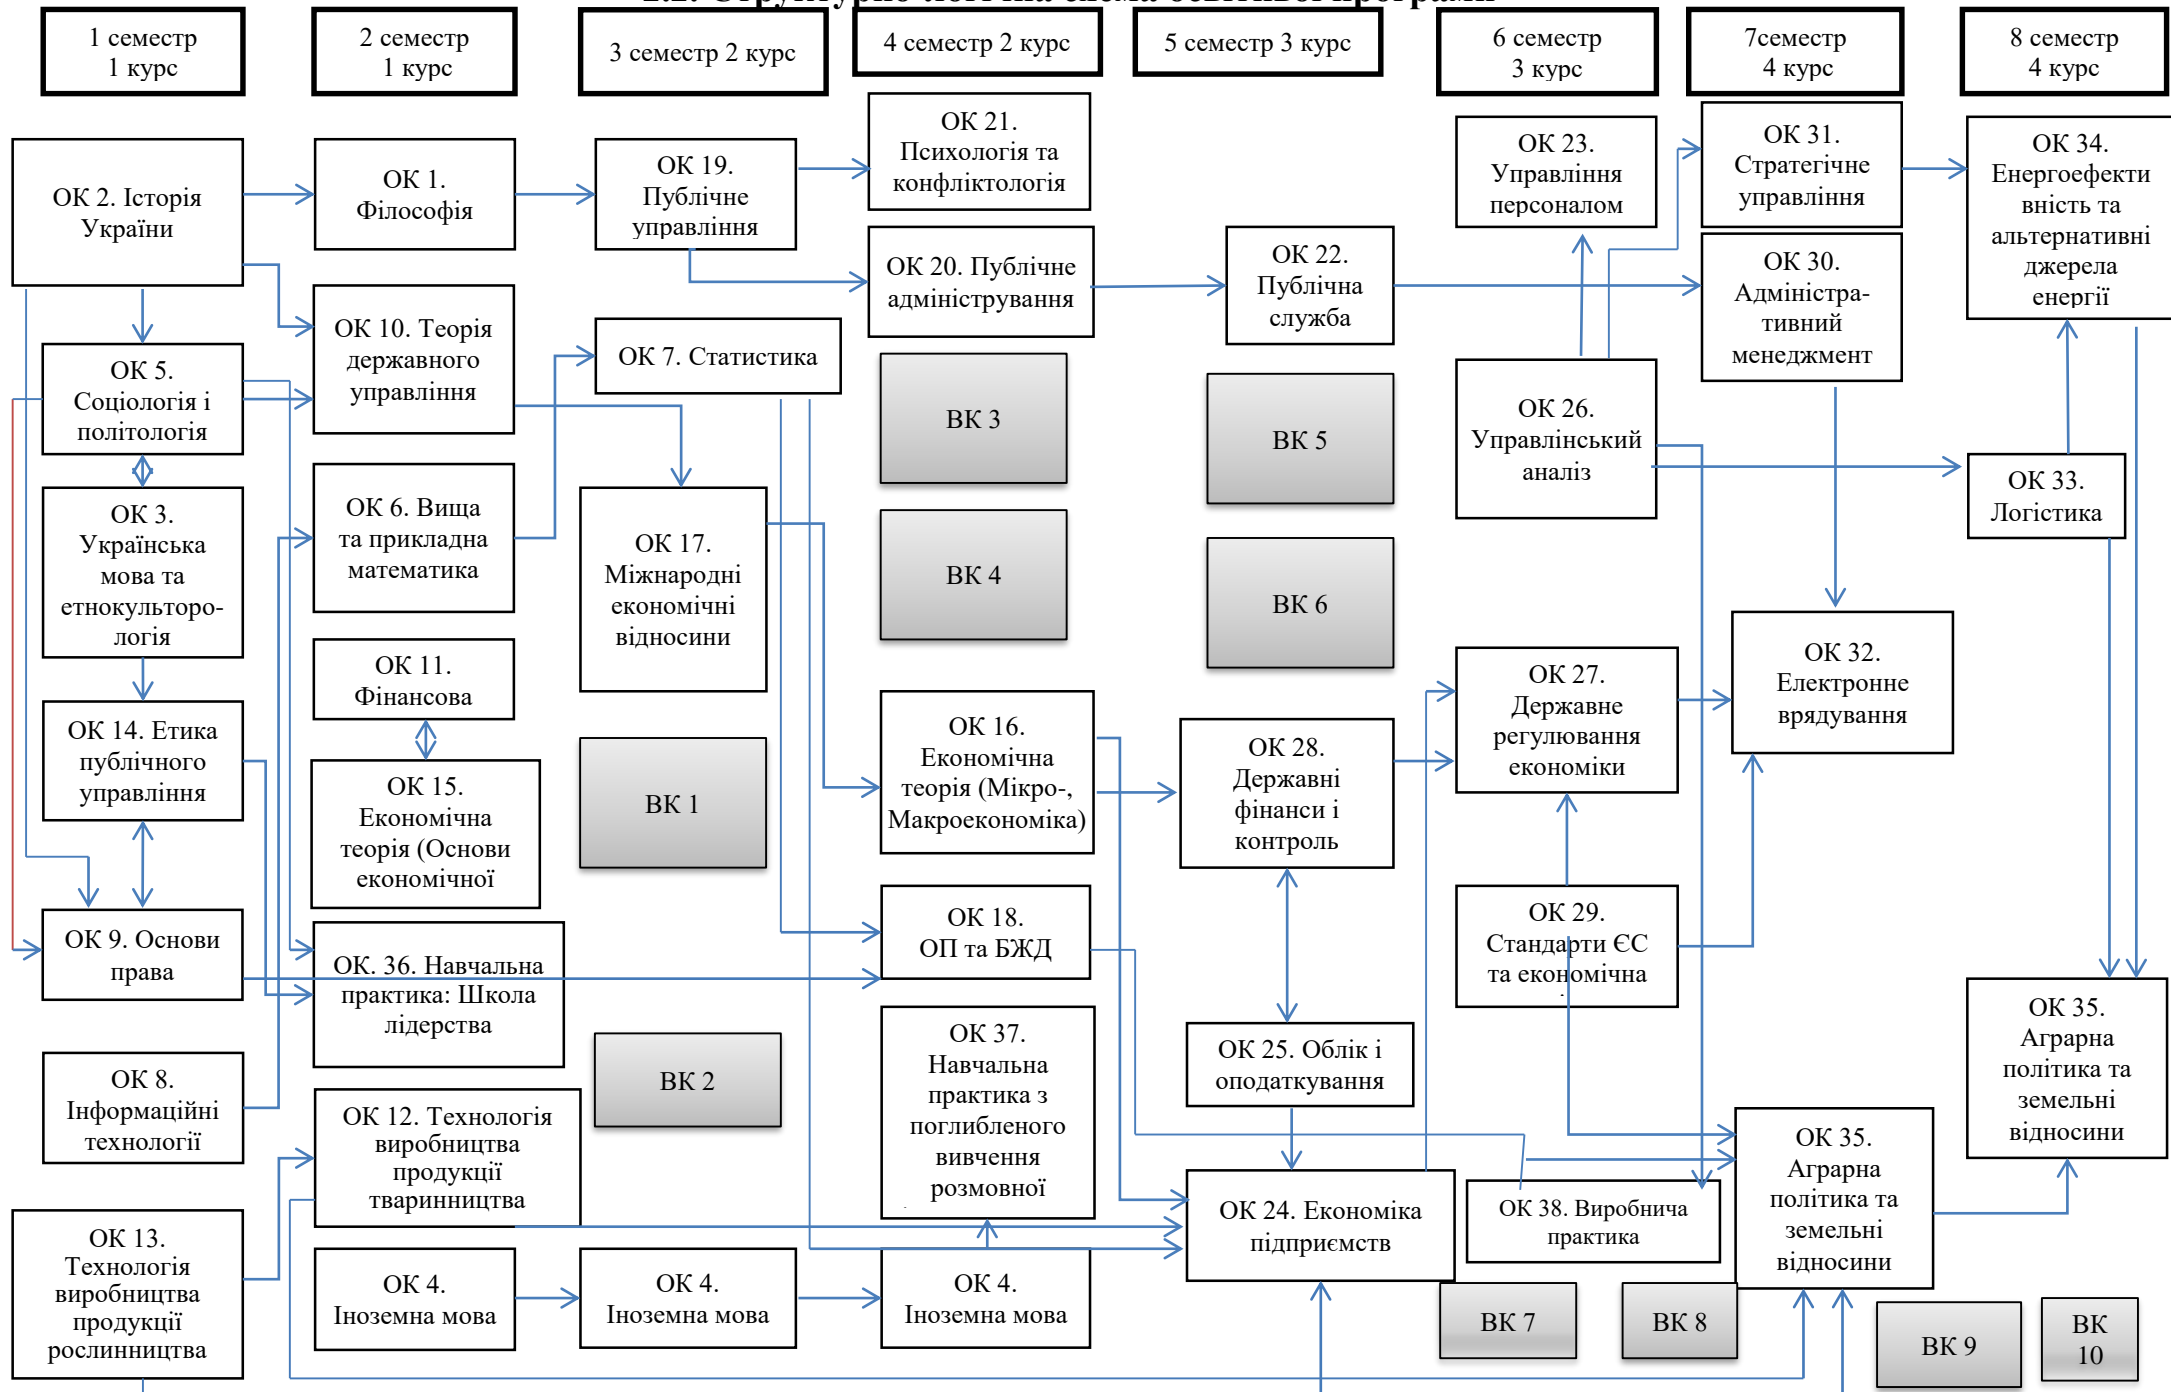 2.2. Структурно-логічна схема освітньої програми
1 семестр
1 курс
2 семестр
1 курс
3 семестр 2 курс
4 семестр 2 курс
5 семестр 3 курс
6 семестр
3 курс
7семестр
4 курс
8 семестр
4 курс
ОК 2. Історія
України
ОК 5.
Соціологія і
політологія
ОК 3.
Українська
мова та
етнокульторо-
логія
ОК 14. Етика
публічного
управління
ОК 9. Основи
права
ОК 8.
Інформаційні
технології
ОК 13.
Технологія
виробництва
продукції
рослинництва
ОК 1.
Філософія
ОК 10. Теорія
державного
управління
ОК 6. Вища
та прикладна
математика
ОК 11.
Фінансова
ОК 15.
Економічна
теорія (Основи
економічної
ОК. 36. Навчальна
практика: Школа
лідерства
ОК 12. Технологія
виробництва
продукції
тваринництва
ОК 4.
Іноземна мова
ОК 19.
Публічне
управління
ОК 7. Статистика
ОК 17.
Міжнародні
економічні
відносини
ВК 1
ВК 2
ОК 4.
Іноземна мова
ОК 21.
Психологія та
конфліктологія
ОК 20. Публічне
адміністрування
ВК 3
ВК 4
ОК 16.
Економічна
теорія (Мікро-,
Макроекономіка)
ОК 18.
ОП та БЖД
ОК 37.
Навчальна
практика з
поглибленого
вивчення
розмовної
ОК 4.
Іноземна мова
ОК 22.
Публічна
служба
ВК 5
ВК 6
ОК 28.
Державні
фінанси і
контроль
ОК 25. Облік і
оподаткування
ОК 24. Економіка
підприємств
ОК 23.
Управління
персоналом
ОК 26.
Управлінський
аналіз
ОК 27.
Державне
регулювання
економіки
ОК 29.
Стандарти ЄС
та економічна
ОК 38. Виробнича
практика
ВК 7
ВК 8
ОК 31.
Стратегічне
управління
ОК 30.
Адміністра-
тивний
менеджмент
ОК 32.
Електронне
врядування
ОК 35.
Аграрна
політика та
земельні
відносини
ВК 9
ОК 34.
Енергоефекти
вність та
альтернативні
джерела
енергії
ОК 33.
Логістика
ОК 35.
Аграрна
політика та
земельні
відносини
ВК
10